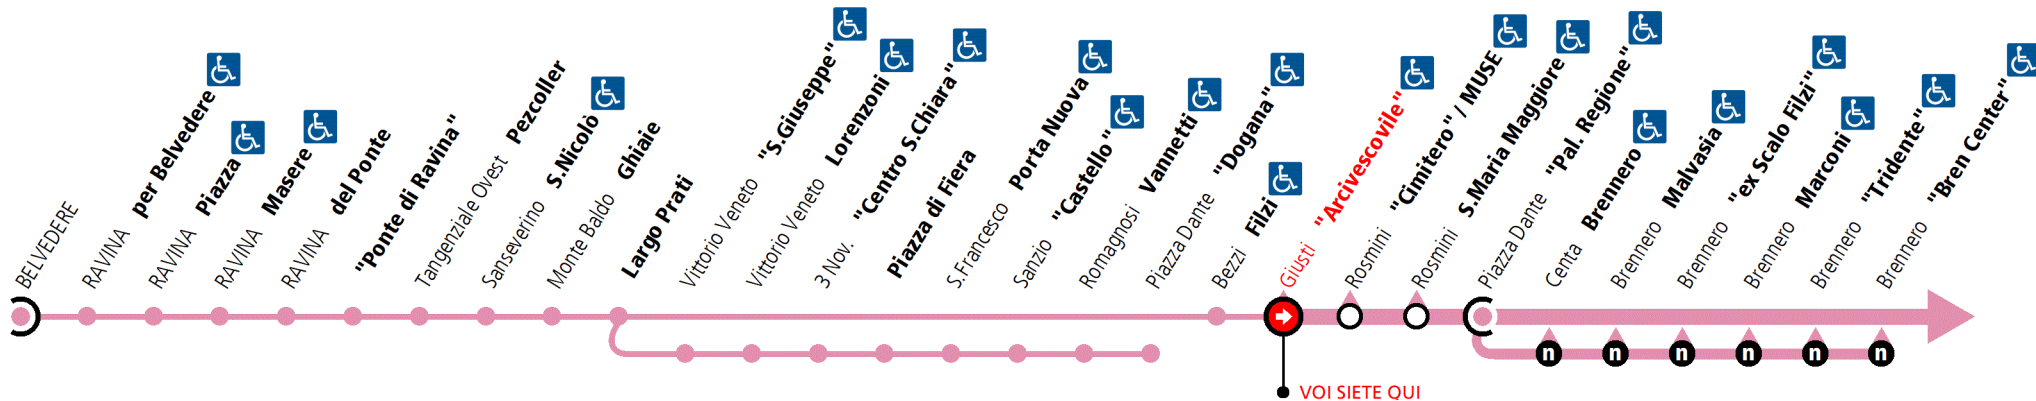 BELVEDERE
RAVINA per Belvedere
RAVINA Piazza
RAVINA Masere
RAVINA del Ponte
"Ponte di Ravina"
Tangenziale Ovest Pezcoller
Sanseverino S.Nicolò
Monte Baldo Ghiaie
Largo Prati
Vittorio Veneto "S.Giuseppe"
Vittorio Veneto Lorenzoni
3 Nov. "Centro S.Chiara"
Piazza di Fiera
S.Francesco Porta Nuova
Sanzio "Castello"
Romagnosi Vannetti
Piazza Dante "Dogana"
Bezzi Filzi
Giusti "Arcivescovile"
Rosmini "Cimitero" / MUSE
Rosmini S.Maria Maggiore
Piazza Dante "Pal. Regione"
Centa Brennero
Brennero Malvasia
Brennero "ex Scalo Filzi"
Brennero Marconi
Brennero "Tridente"
Brennero "Bren Center"
n n n n n n
VOI SIETE QUI